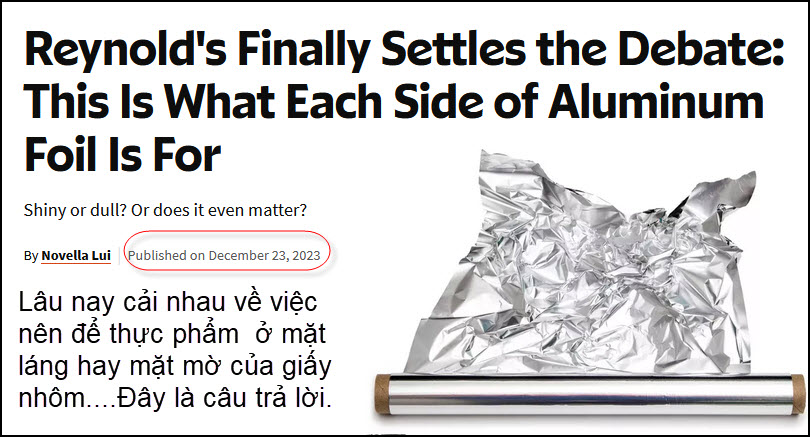 Reynold's Finally Settles the Debate:
This Is What Each Side of Aluminum
Foil Is For
Shiny or dull? Or does it even matter?
By Novella Lui | Published on December 23, 2023
Lâu nay cải nhau về việc
nên để thực phẩm ở mặt
láng hay mặt mờ của giấy
nhôm....Đây là câu trả lời.